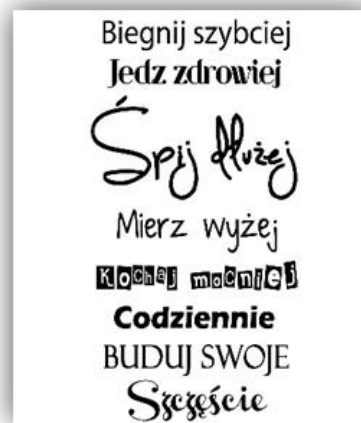 Biegnij szybciej
Jedz zdrowiej
Śpij dłużej
Mierz wyżej
Kochaj mocniej
Codziennie
BUDUJ SWOJE
Szczęście